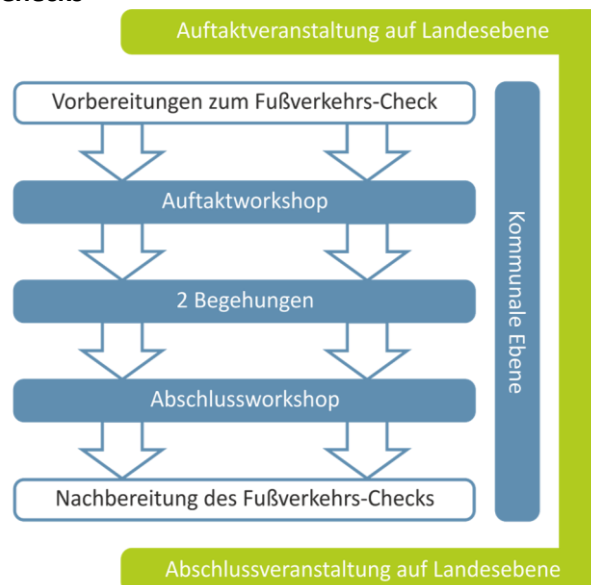 Checks
Auftaktveranstaltung auf Landesebene
Vorbereitungen zum Fußverkehrs-Check
Auftaktworkshop
2 Begehungen
Abschlussworkshop
Nachbereitung des Fußverkehrs-Checks
Kommunale Ebene
Abschlussveranstaltung auf Landesebene